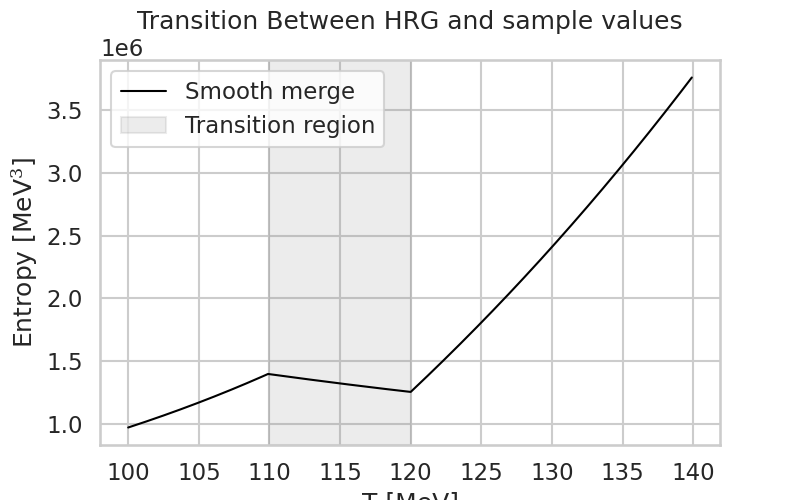 Transition Between HRG and sample values
1e6
Smooth merge
Transition region
Entropy [MeV³]
3.5
3.0
2.5
2.0
1.5
1.0
100 105 110 115 120 125 130 135 140
T [MeV]